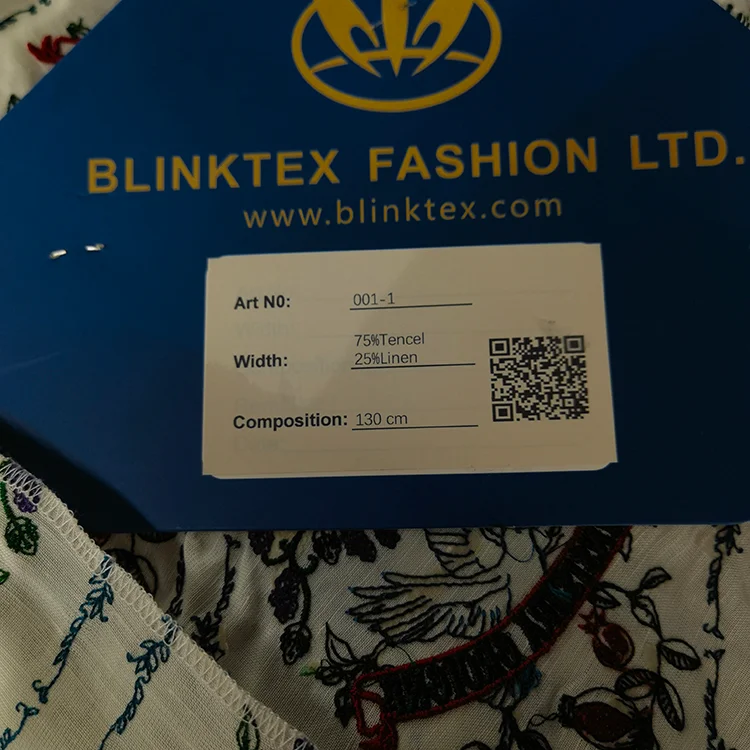 BLINKTEX FASHION LTD.
www.blinktex.com
Art N0: 001-1
75%Tencel
Width: 25%Linen
Composition: 130 cm